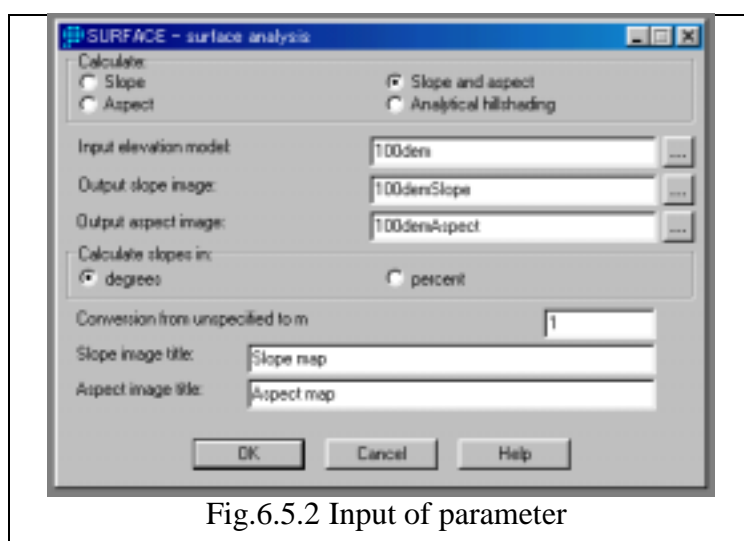 SURFACE - surface analysis
Calculate:
Slope
Slope and aspect
Aspect
Analytical hillshading
Input elevation model:
100dem
...
Output slope image:
100demSlope
...
Output aspect image:
100demAspect
...
Calculate slopes in:
degrees
percent
Conversion from unspecified to m
1
Slope image title:
Slope map
Aspect image title:
Aspect map
OK
Cancel
Help
Fig.6.5.2 Input of parameter